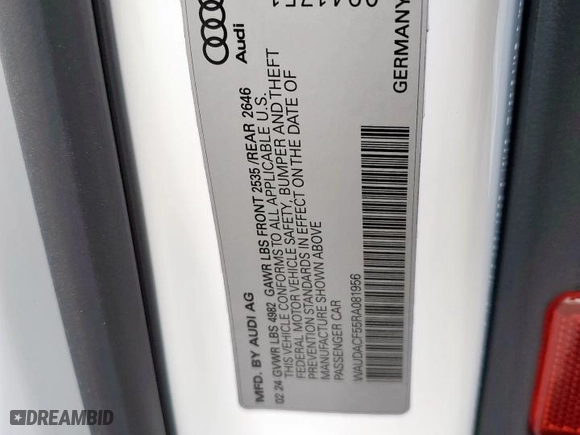 Audi
MFD. BY AUDI AG
02 24 GVWR LBS 4982 GAWR LBS FRONT 2535 /REAR 2646
THIS VEHICLE CONFORMS TO ALL APPLICABLE U.S.
FEDERAL MOTOR VEHICLE SAFETY, BUMPER AND THEFT
PREVENTION STANDARDS IN EFFECT ON THE DATE OF
MANUFACTURE SHOWN ABOVE
PASSENGER CAR
WAUDACF55RA081956
GERMANY
DREAMBID